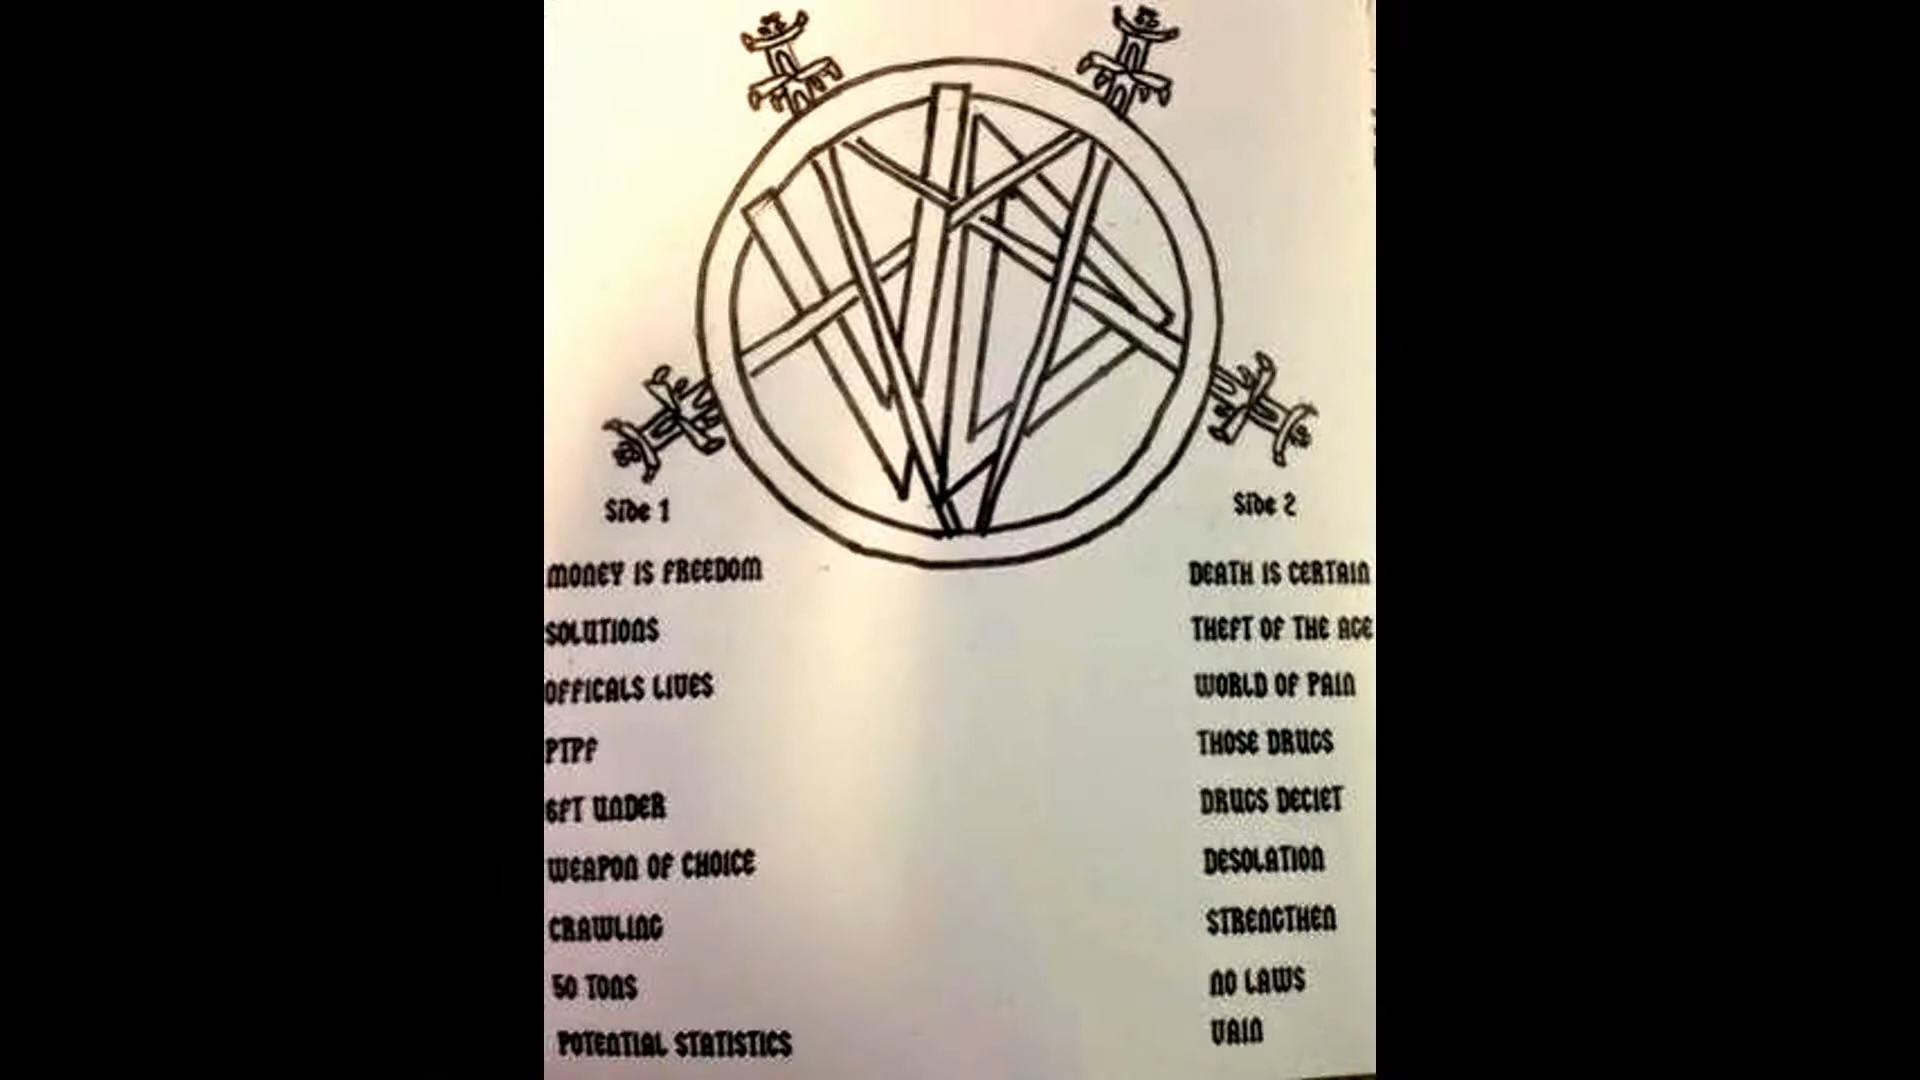 Side 1
MONEY IS FREEDOM
SOLUTIONS
OFFICALS LIVES
PTPF
6FT UNDER
WEAPON OF CHOICE
CRAWLING
50 TONS
POTENTIAL STATISTICS
Side 2
DEATH IS CERTAIN
THEFT OF THE AGE
WORLD OF PAIN
THOSE DRUGS
DRUGS DECIET
DESOLATION
STRENGTHEN
NO LAWS
VAIN